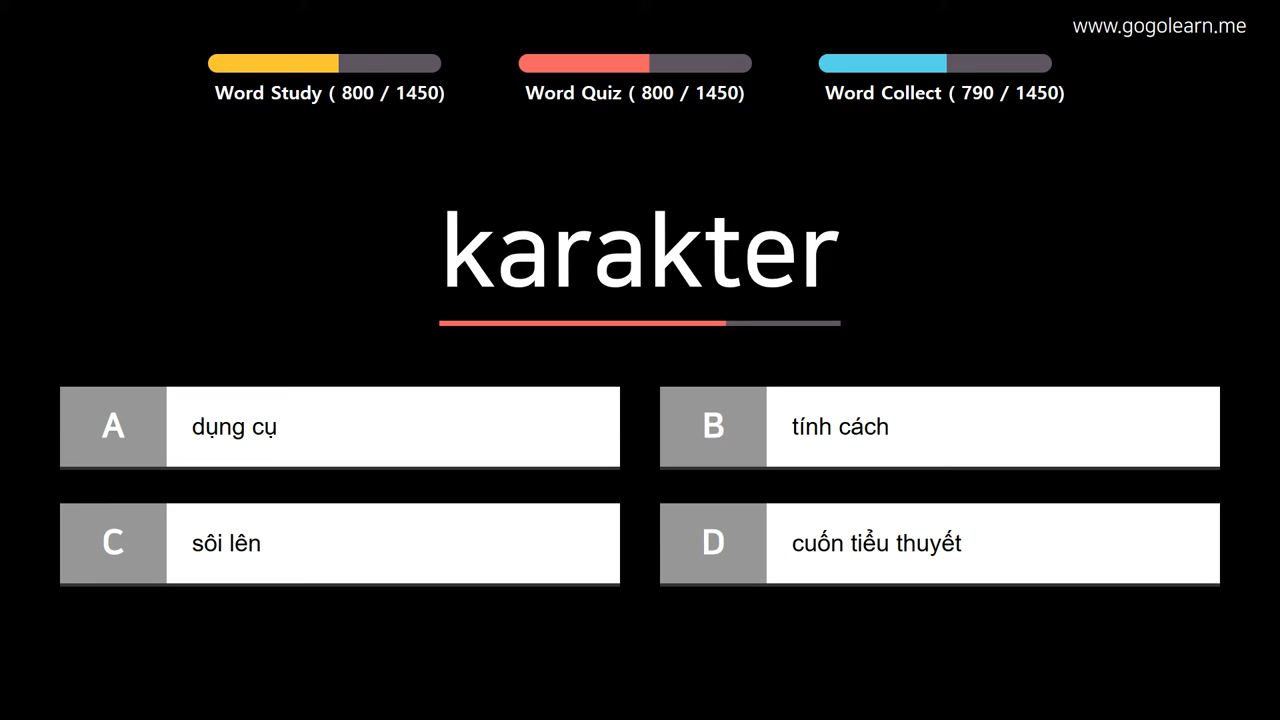 www.gogolearn.me
Word Study ( 800 / 1450)
Word Quiz ( 800 / 1450)
Word Collect ( 790 / 1450)
karakter
A dụng cụ
B tính cách
C sôi lên
D cuốn tiểu thuyết